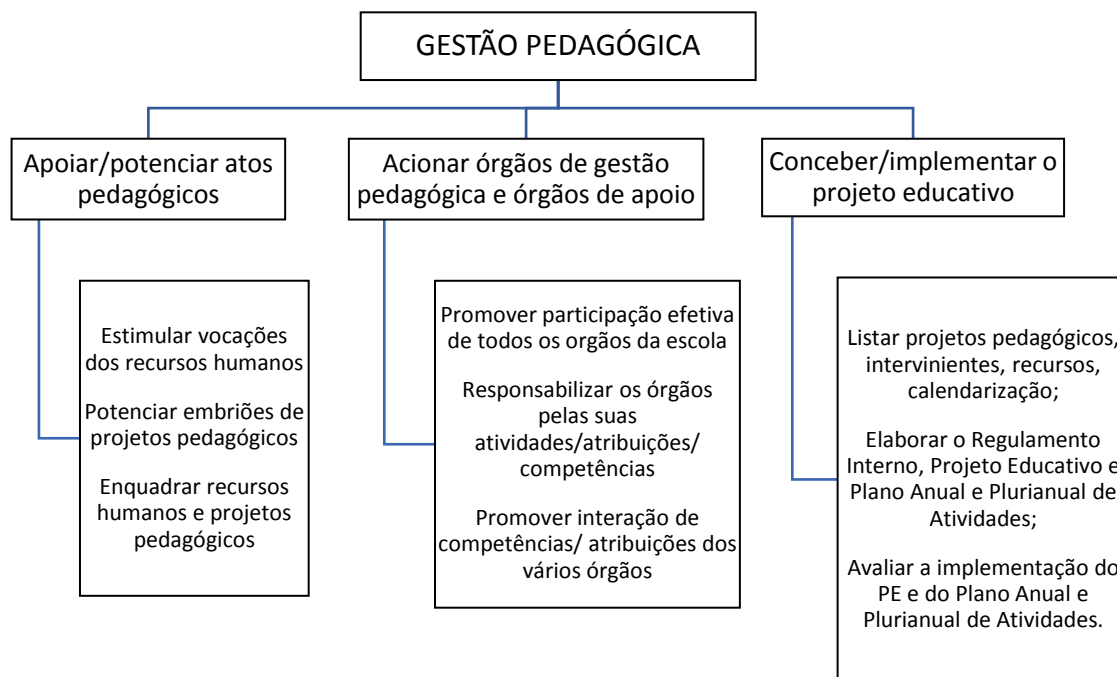 GESTÃO PEDAGÓGICA
Apoiar/potenciar atos
pedagógicos
Estimular vocações
dos recursos humanos
Potenciar embriões de
projetos pedagógicos
Enquadrar recursos
humanos e projetos
pedagógicos
Acionar órgãos de gestão
pedagógica e órgãos de apoio
Promover participação efetiva
de todos os orgãos da escola
Responsabilizar os órgãos
pelas suas
atividades/atribuições/
competências
Promover interação de
competências/ atribuições dos
vários órgãos
Conceber/implementar o
projeto educativo
Listar projetos pedagógicos,
intervinientes, recursos,
calendarização;
Elaborar o Regulamento
Interno, Projeto Educativo e
Plano Anual e Plurianual de
Atividades;
Avaliar a implementação do
PE e do Plano Anual e
Plurianual de Atividades.